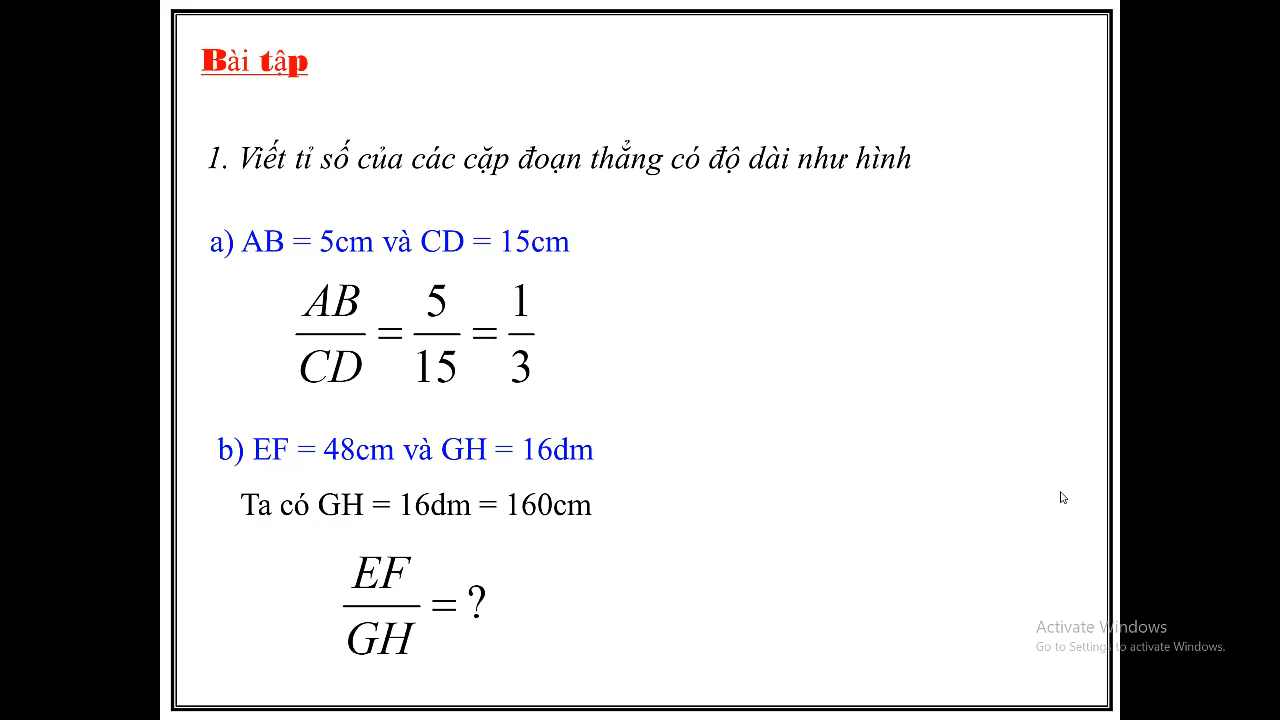 Bài tập
1. Viết tỉ số của các cặp đoạn thẳng có độ dài như hình
a) AB = 5cm và CD = 15cm
AB/CD = 5/15 = 1/3
b) EF = 48cm và GH = 16dm
Ta có GH = 16dm = 160cm
EF/GH = ?
Activate Windows
Go to Settings to activate Windows.